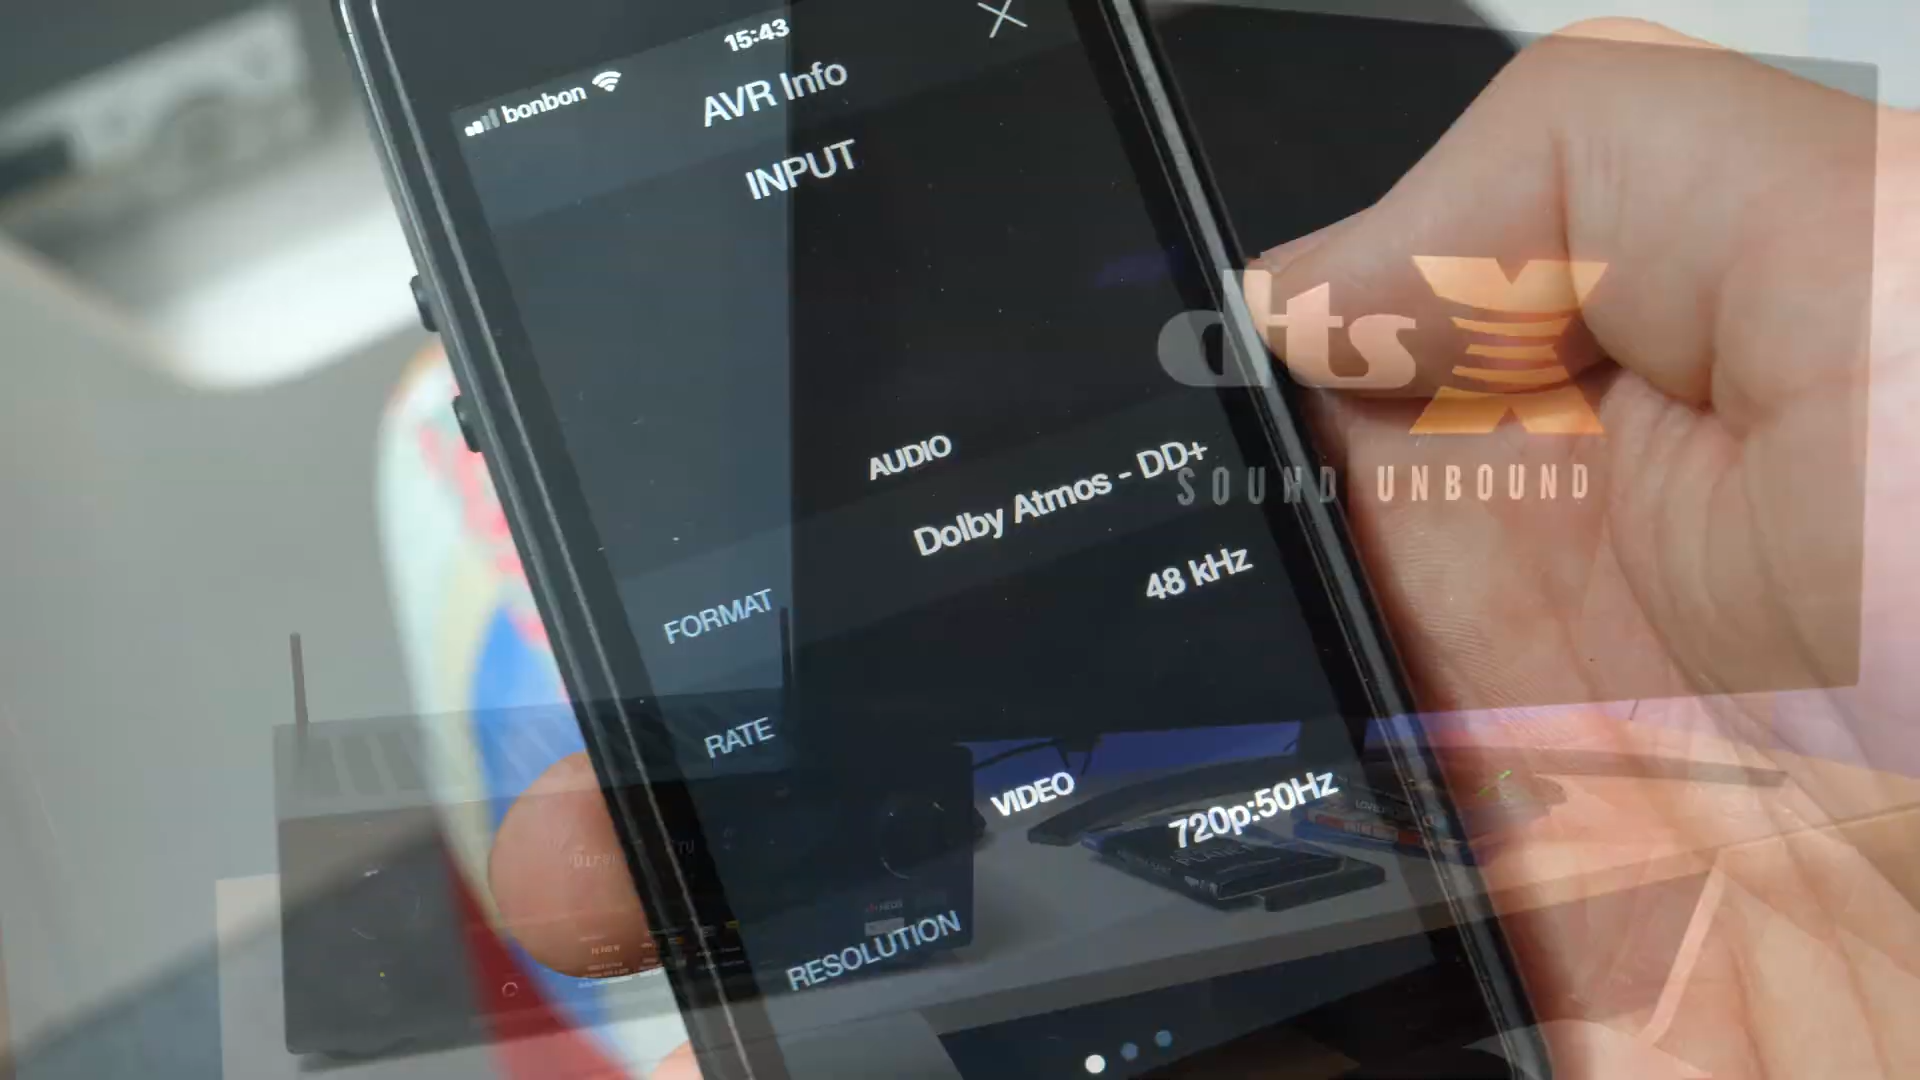 15:43
bonbon
AVR Info
INPUT
AUDIO
FORMAT
Dolby Atmos - DD+
RATE
48 kHz
VIDEO
RESOLUTION
720p:50Hz
dts X
SOUND UNBOUND